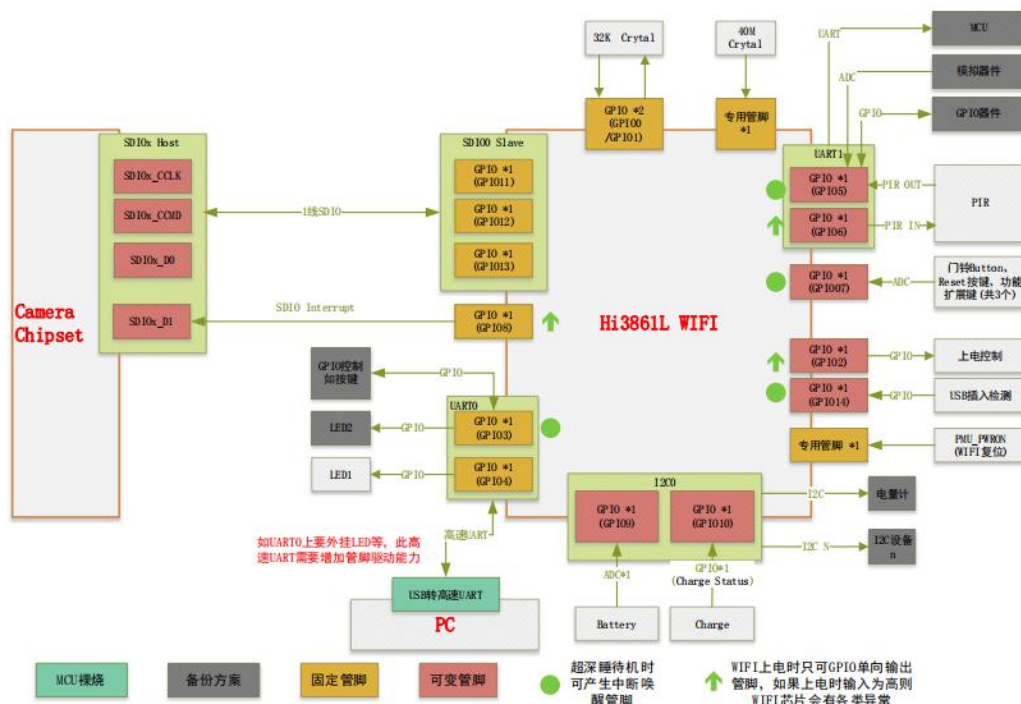 32K Crytal
40M
Crytal
UART
MCU
ADC
模拟器件
GPIO
GPIO器件
GPIO *2
(GPIO0
/GPIO1)
专用管脚
*1
SDIOx Host
SDIO0 Slave
UART1
SDIOx_CCLK
GPIO *1
(GPIO11)
GPIO *1
(GPIO5)
PIR OUT
PIR
SDIOx_CCMD
1线SDIO
GPIO *1
(GPIO12)
GPIO *1
(GPIO6)
PIR IN
SDIOx_D0
GPIO *1
(GPIO13)
GPIO *1
(GPIO07)
ADC
门铃Button、
Reset按键、功能
扩展键(共3个)
Camera
Chipset
SDIOx_D1
SDIO Interrupt
GPIO *1
(GPIO8)
Hi3861L WIFI
GPIO *1
(GPIO2)
GPIO
上电控制
GPIO控制
如按键
GPIO
GPIO *1
(GPIO14)
GPIO
USB插入检测
UART0
LED2
GPIO
GPIO *1
(GPIO3)
专用管脚 *1
PMU_PWRON
(WIFI复位)
LED1
GPIO
GPIO *1
(GPIO4)
I2C0
GPIO *1
(GPIO9)
GPIO *1
(GPIO10)
I2C
电量计
I2C N
I2C设备
n
如UART0上要外挂LED等，此高
速UART需要增加管脚驱动能力
高速UART
ADC*1
GPIO*1
(Charge Status)
USB转高速UART
PC
Battery
Charge
MCU裸烧
备份方案
固定管脚
可变管脚
超深睡待机时
可产生中断唤
醒管脚
WIFI上电时只可GPIO单向输出
管脚，如果上电时输入为高则
WIFI芯片会有各类异常